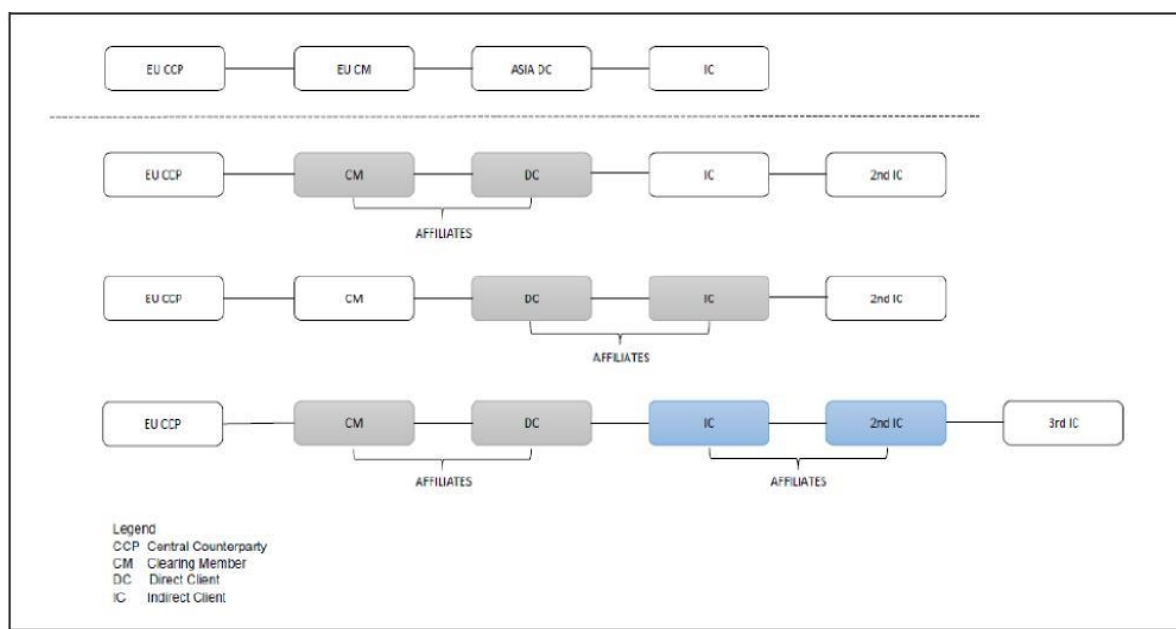 EU CCP EU CM ASIA DC IC
EU CCP CM DC IC 2nd IC
AFFILIATES
EU CCP CM DC IC 2nd IC
AFFILIATES
EU CCP CM DC IC 2nd IC 3rd IC
AFFILIATES AFFILIATES
Legend
CCP Central Counterparty
CM Clearing Member
DC Direct Client
IC Indirect Client